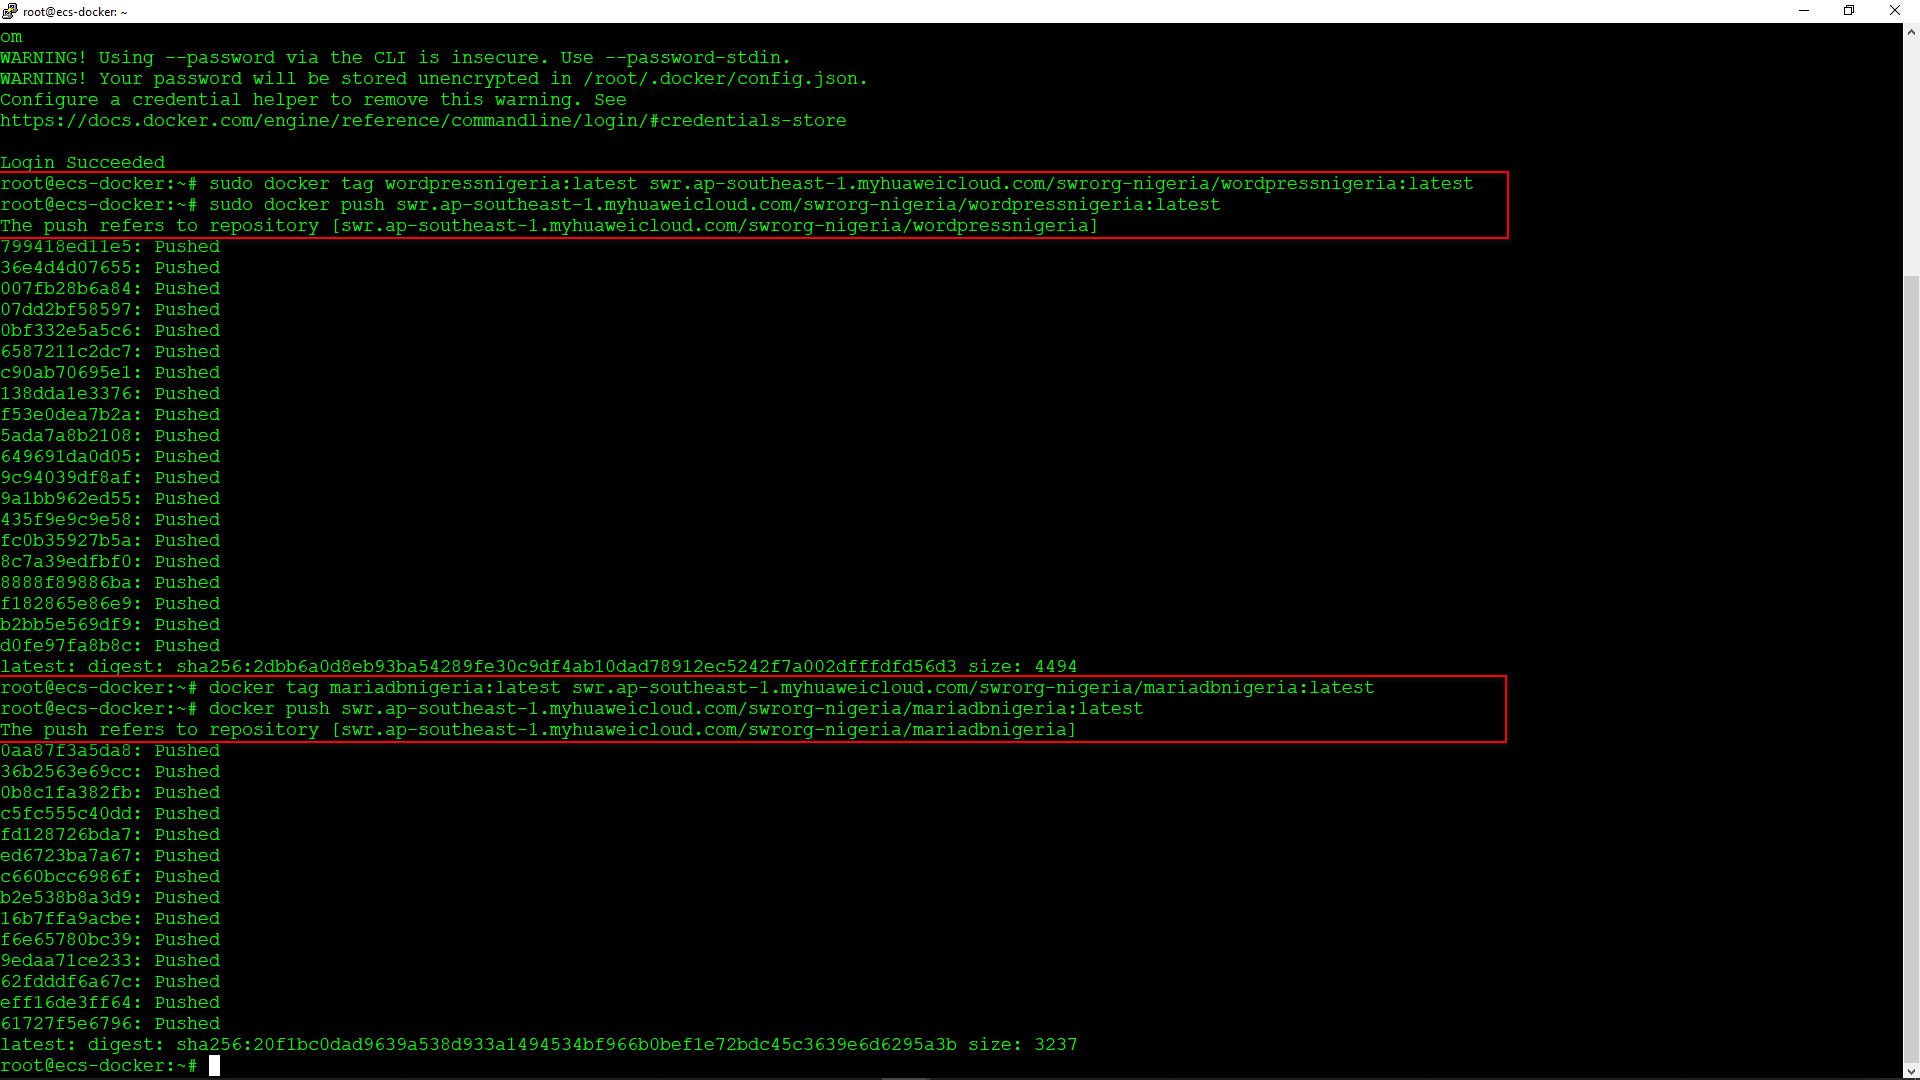 root@ecs-docker: ~
om
WARNING! Using --password via the CLI is insecure. Use --password-stdin.
WARNING! Your password will be stored unencrypted in /root/.docker/config.json.
Configure a credential helper to remove this warning. See
https://docs.docker.com/engine/reference/commandline/login/#credentials-store
Login Succeeded
root@ecs-docker:~# sudo docker tag wordpressnigeria:latest swr.ap-southeast-1.myhuaweicloud.com/swrorg-nigeria/wordpressnigeria:latest
root@ecs-docker:~# sudo docker push swr.ap-southeast-1.myhuaweicloud.com/swrorg-nigeria/wordpressnigeria:latest
The push refers to repository [swr.ap-southeast-1.myhuaweicloud.com/swrorg-nigeria/wordpressnigeria]
799418ed11e5: Pushed
36e4d4d07655: Pushed
007fb28b6a84: Pushed
07dd2bf58597: Pushed
0bf332e5a5c6: Pushed
6587211c2dc7: Pushed
c90ab70695e1: Pushed
138dda1e3376: Pushed
f53e0dea7b2a: Pushed
5ada7a8b2108: Pushed
649691da0d05: Pushed
9c94039df8af: Pushed
9a1bb962ed55: Pushed
435f9e9c9e58: Pushed
fc0b35927b5a: Pushed
8c7a39edfbf0: Pushed
8888f89886ba: Pushed
f182865e86e9: Pushed
b2bb5e569df9: Pushed
d0fe97fa8b8c: Pushed
latest: digest: sha256:2dbb6a0d8eb93ba54289fe30c9df4ab10dad78912ec5242f7a002dfffdfd56d3 size: 4494
root@ecs-docker:~# docker tag mariadbnigeria:latest swr.ap-southeast-1.myhuaweicloud.com/swrorg-nigeria/mariadbnigeria:latest
root@ecs-docker:~# docker push swr.ap-southeast-1.myhuaweicloud.com/swrorg-nigeria/mariadbnigeria:latest
The push refers to repository [swr.ap-southeast-1.myhuaweicloud.com/swrorg-nigeria/mariadbnigeria]
0aa87f3a5da8: Pushed
36b2563e69cc: Pushed
0b8c1fa382fb: Pushed
c5fc555c40dd: Pushed
fd128726bda7: Pushed
ed6723ba7a67: Pushed
c660bcc6986f: Pushed
b2e538b8a3d9: Pushed
16b7ffa9acbe: Pushed
f6e65780bc39: Pushed
9edaa71ce233: Pushed
62fdddf6a67c: Pushed
eff16de3ff64: Pushed
61727f5e6796: Pushed
latest: digest: sha256:20f1bc0dad9639a538d933a1494534bf966b0bef1e72bdc45c3639e6d6295a3b size: 3237
root@ecs-docker:~#